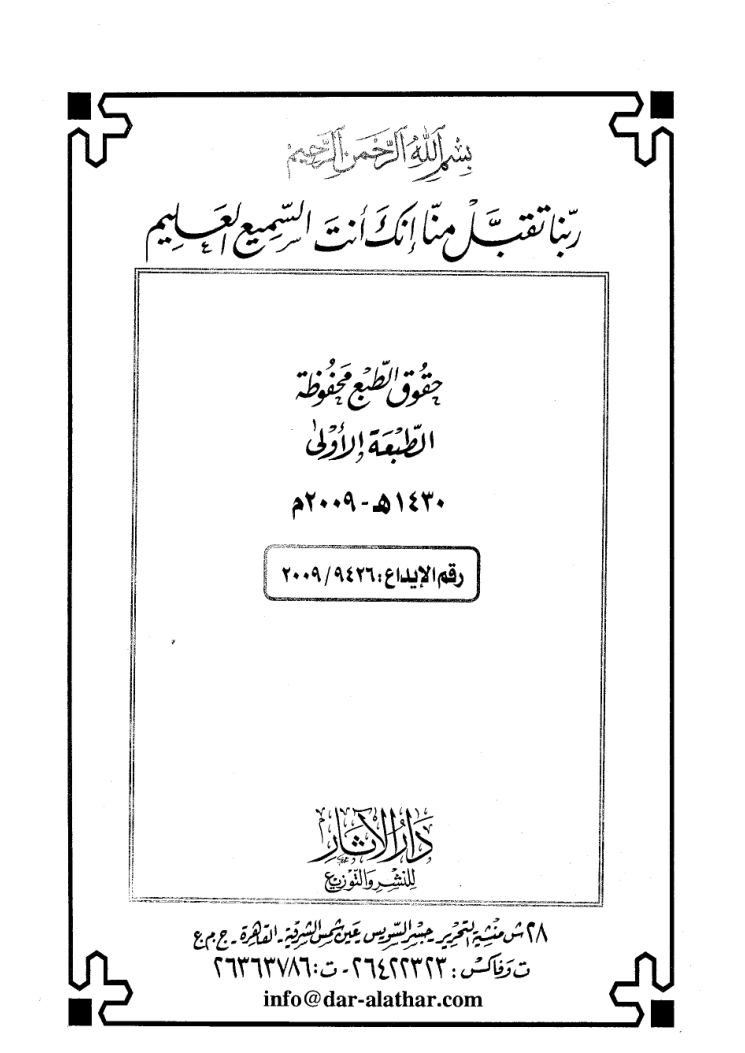 بسم الله الرحمن الرحيم
ربنا تقبل منا إنك أنت السميع العليم
حقوق الطبع محفوظة
الطبعة الأولى
١٤٣٠هـ - ٢٠٠٩م
رقم الإيداع: ٩٤٢٦/ ٢٠٠٩
دار الآثار
للنشر والتوزيع
٢٨ش منشية التحرير - جسر السويس عين شمس الشرقية - القاهرة - ج م ع
ت وفاكس: ٢٦٤٢٢٣٢٣ - ت: ٢٦٣٦٣٧٨٦
info@dar-alathar.com